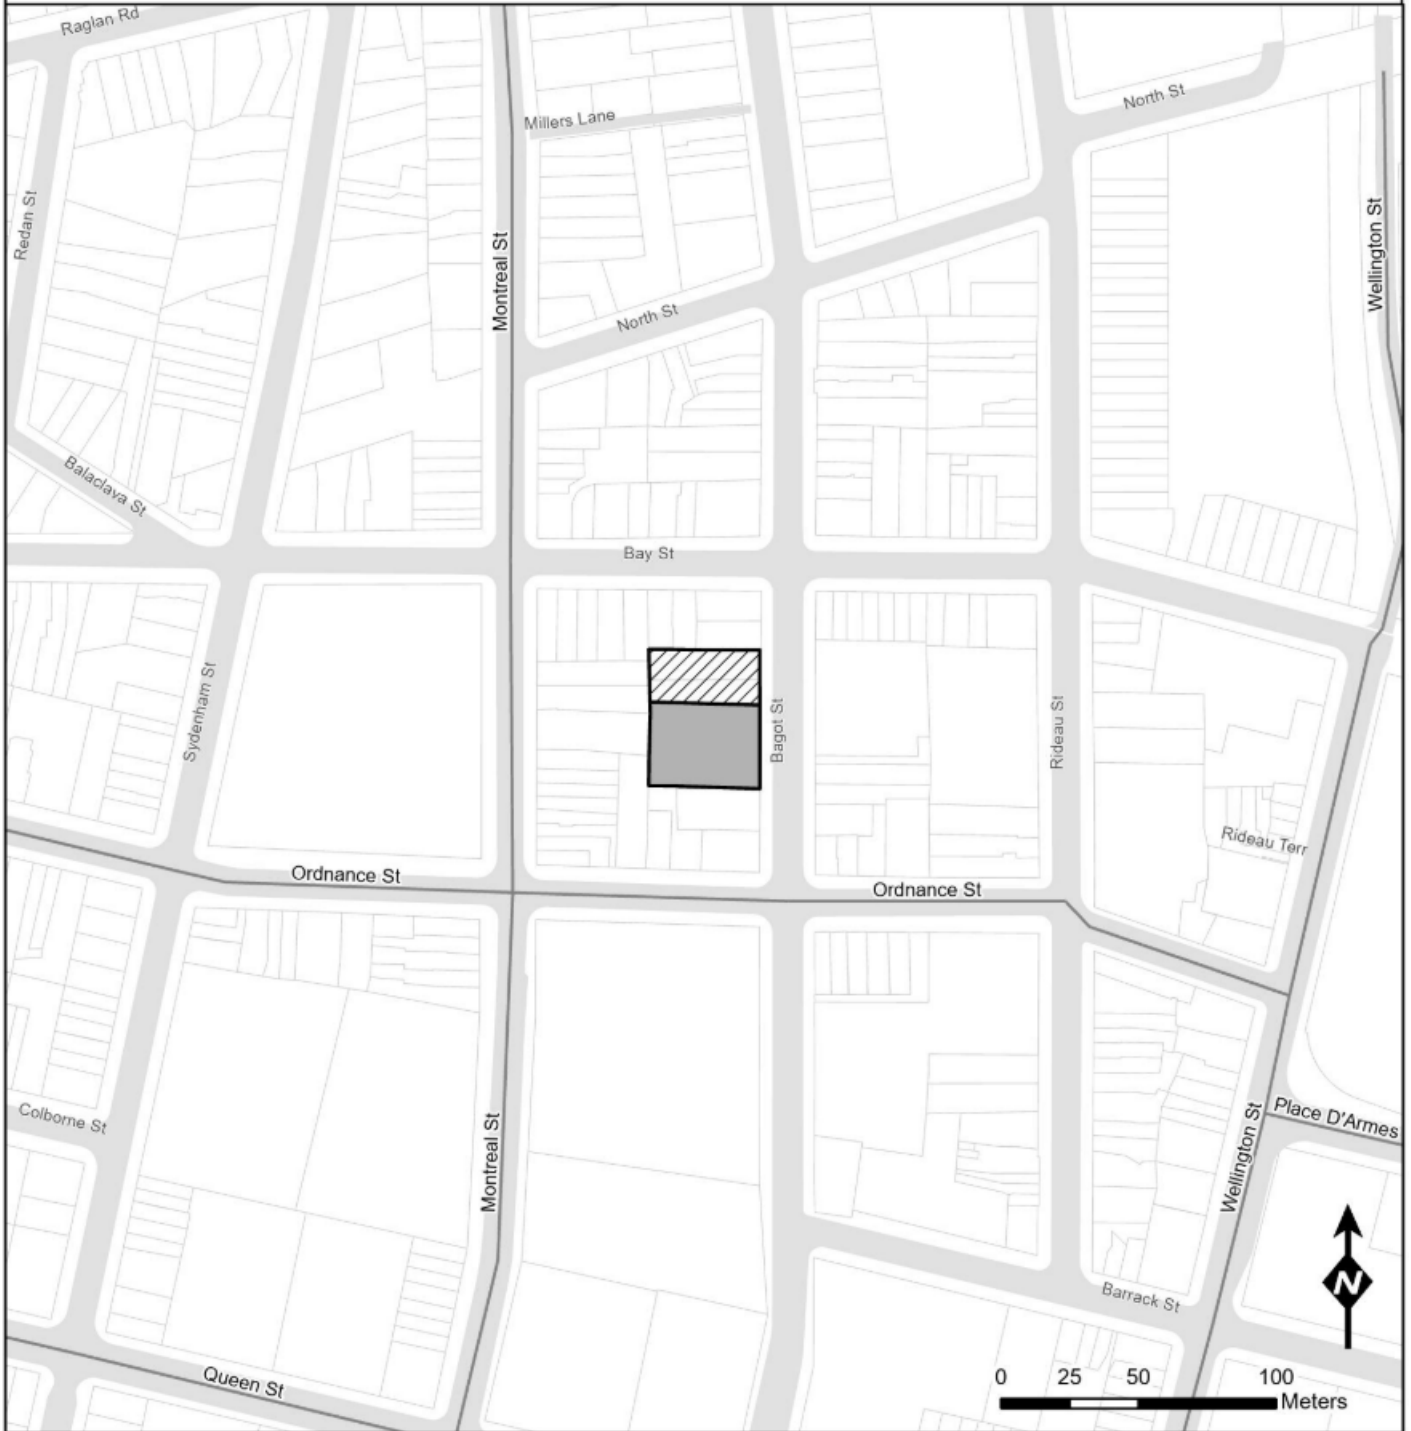 Raglan Rd
North St
Millers Lane
Redan St
Montreal St
Wellington St
North St
Balaclava St
Bay St
Sydenham St
Bagot St
Rideau St
Rideau Terr
Ordnance St
Ordnance St
Colborne St
Montreal St
Wellington St
Place D'Armes
N
Barrack St
Queen St
0 25 50 100
Meters